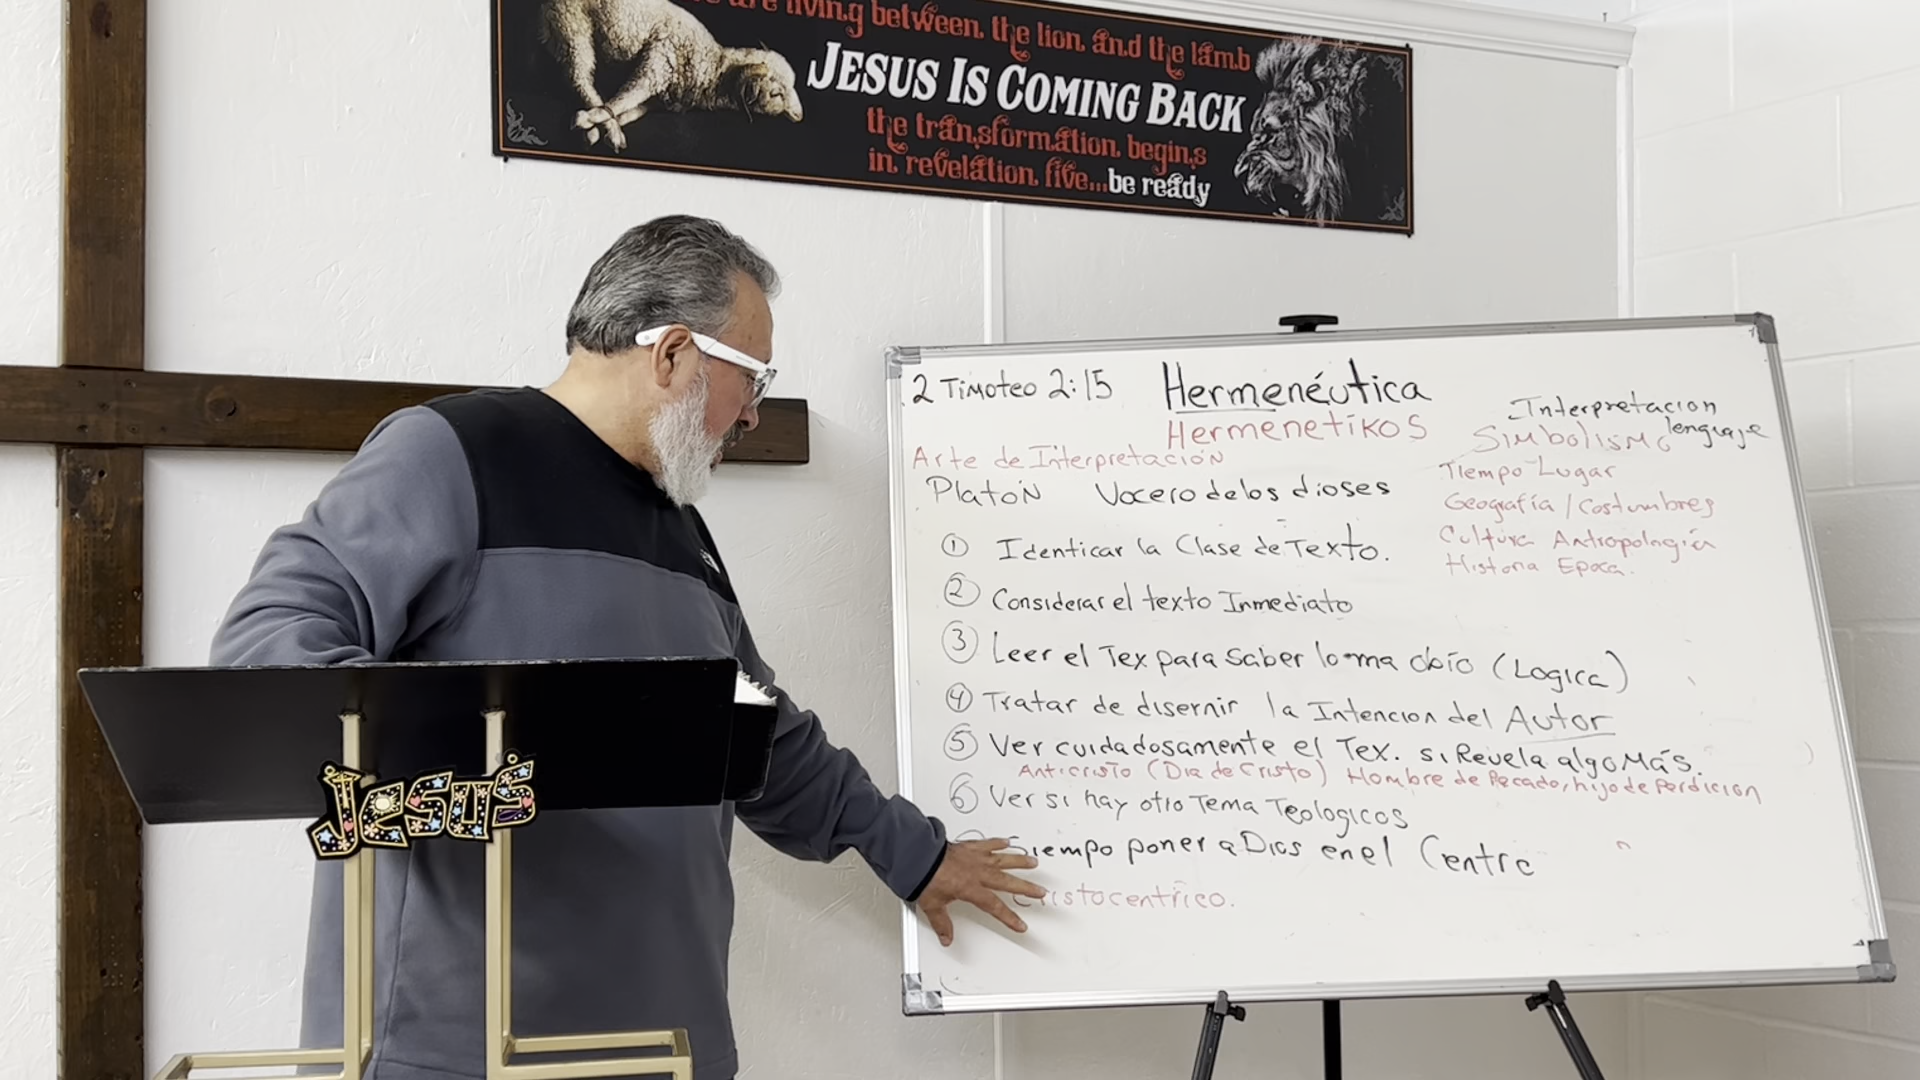 are living between the lion and the lamb
JESUS IS COMING BACK
the transformation begins
in revelation five...be ready
2 Timoteo 2:15
Hermenéutica
Hermenetikos
Arte de Interpretación
Platon Vocero de los dioses
Interpretacion
lenguaje
Simbolismo
Tiempo Lugar
Geografía / Costumbres
Cultura Antropología
Historia Epoca.
① Identicar la Clase de Texto.
② Considerar el texto Inmediato
③ Leer el Tex para saber lo ma obio (Logica)
④ Tratar de disernir la Intencion del Autor
⑤ Ver cuidadosamente el Tex. si Revela algo Más.
Anticristo (Dia de Cristo) Hombre de Pecado, hijo de Perdicion
⑥ Ver si hay otro Tema Teologicos
Siempo poner a Dios en el Centro
Cristocentrico.
Jesus